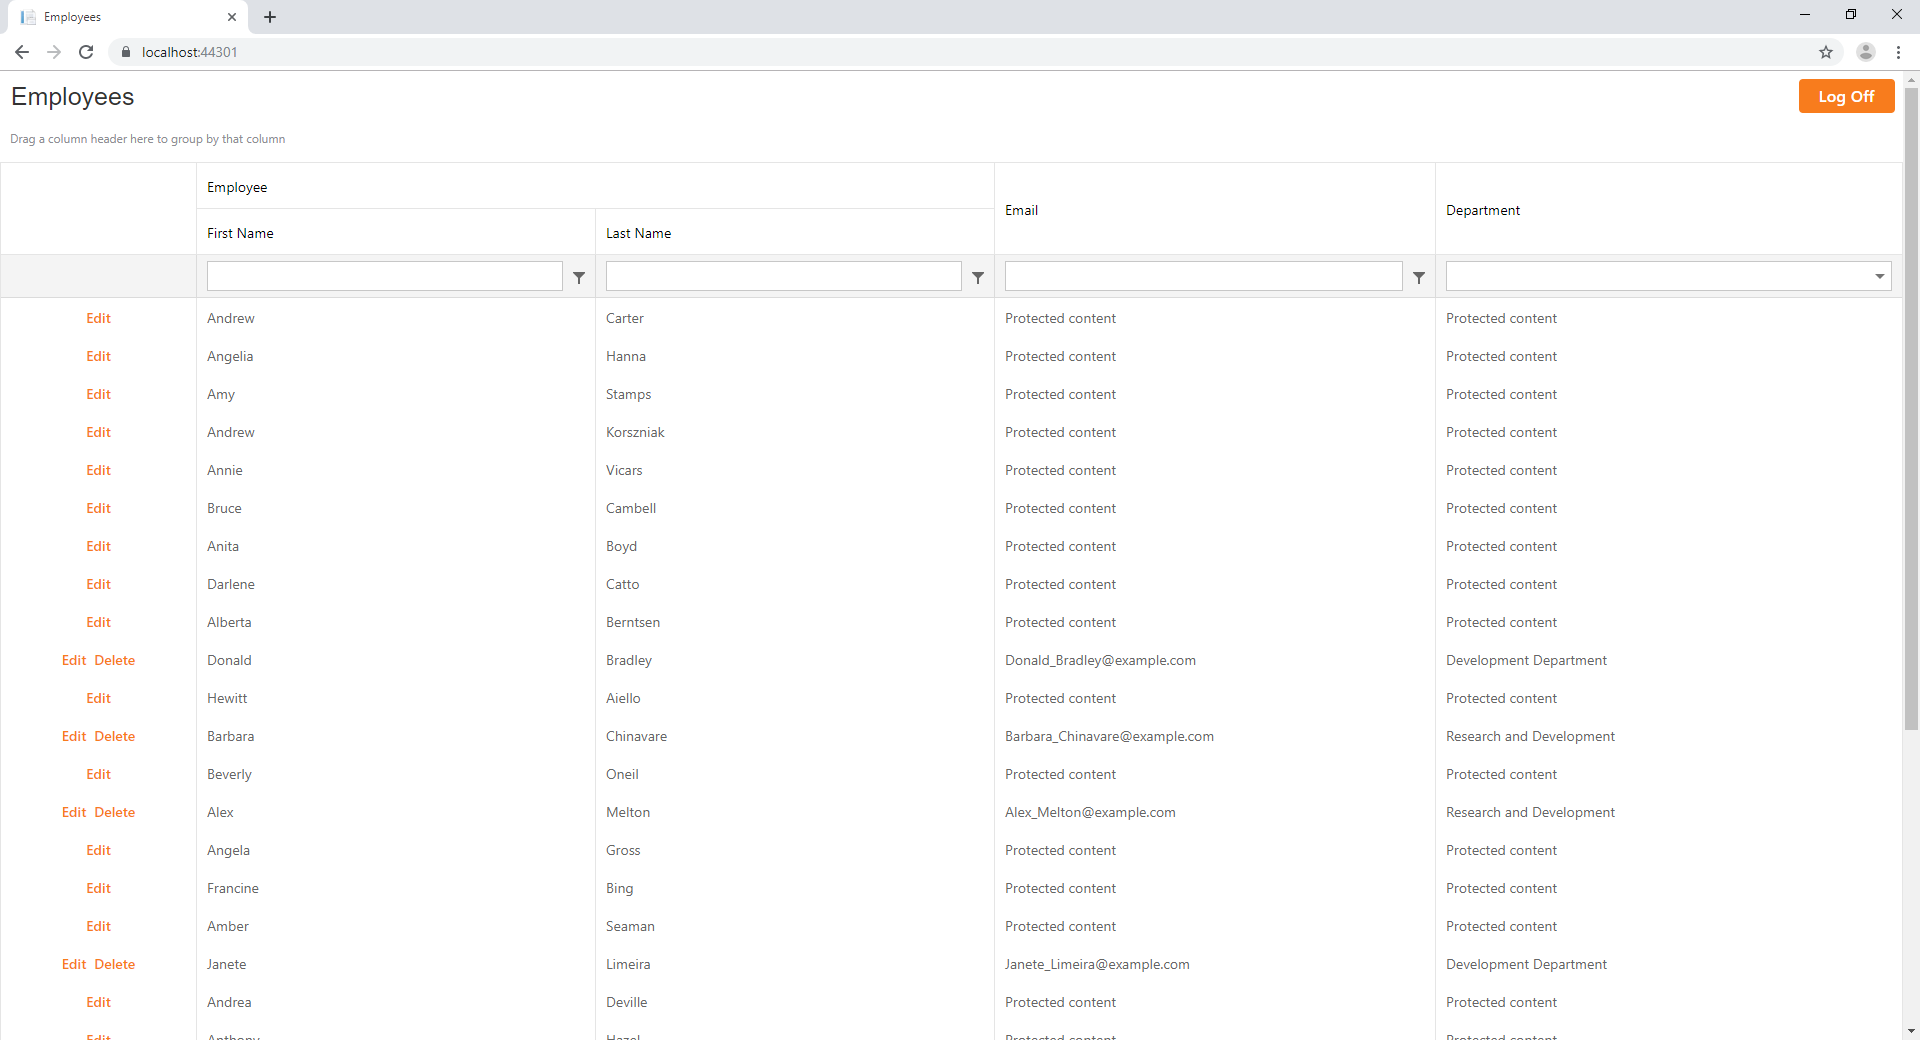 Employees
localhost:44301
Employees
Log Off
Drag a column header here to group by that column
Employee
Email
Department
First Name
Last Name
Edit Andrew Carter Protected content Protected content
Edit Angelia Hanna Protected content Protected content
Edit Amy Stamps Protected content Protected content
Edit Andrew Korszniak Protected content Protected content
Edit Annie Vicars Protected content Protected content
Edit Bruce Cambell Protected content Protected content
Edit Anita Boyd Protected content Protected content
Edit Darlene Catto Protected content Protected content
Edit Alberta Berntsen Protected content Protected content
Edit Delete Donald Bradley Donald_Bradley@example.com Development Department
Edit Hewitt Aiello Protected content Protected content
Edit Delete Barbara Chinavare Barbara_Chinavare@example.com Research and Development
Edit Beverly Oneil Protected content Protected content
Edit Delete Alex Melton Alex_Melton@example.com Research and Development
Edit Angela Gross Protected content Protected content
Edit Francine Bing Protected content Protected content
Edit Amber Seaman Protected content Protected content
Edit Delete Janete Limeira Janete_Limeira@example.com Development Department
Edit Andrea Deville Protected content Protected content
Edit Anthony Hazel Protected content Protected content